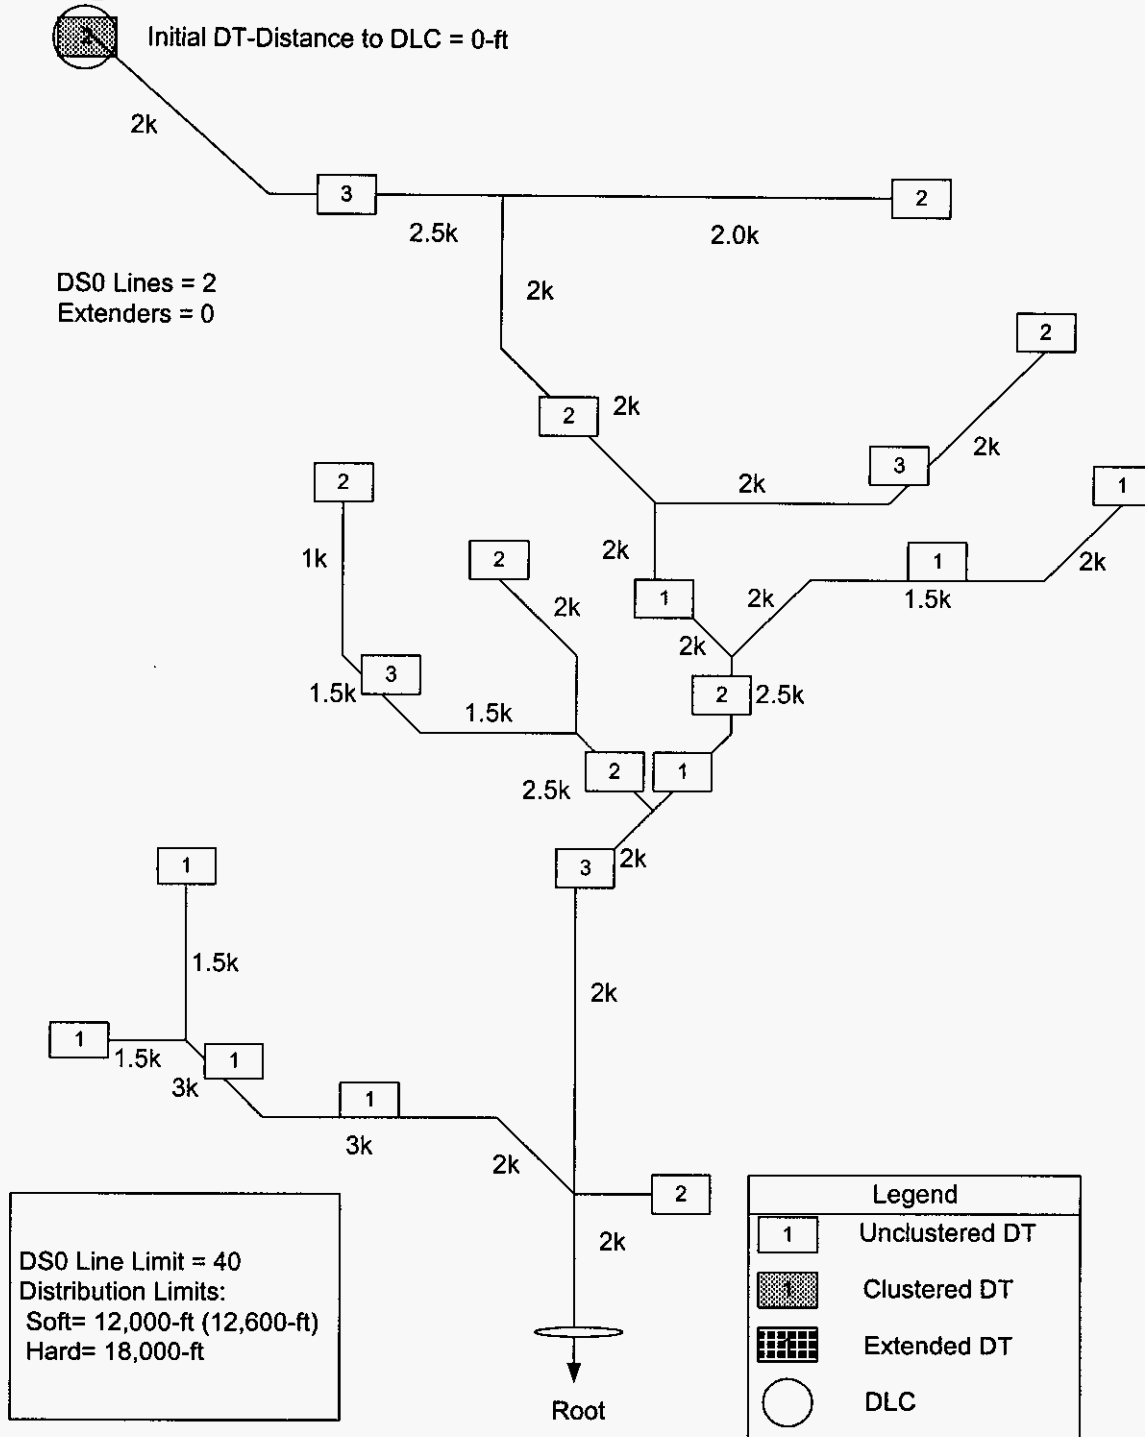 2
Initial DT-Distance to DLC = 0-ft
2k
3
2
2.5k
2.0k
DS0 Lines = 2
Extenders = 0
2k
2
2
2k
3
2k
2
2k
1
2
1k
2k
1
2k
1
2k
1.5k
2k
2k
3
1.5k
1.5k
2
2.5k
2
1
2.5k
3
2k
1
1.5k
2k
1
1.5k
1
3k
1
3k
2k
2
2k
DS0 Line Limit = 40
Distribution Limits:
Soft= 12,000-ft (12,600-ft)
Hard= 18,000-ft
Root
Legend
1
Unclustered DT
1
Clustered DT
Extended DT
DLC